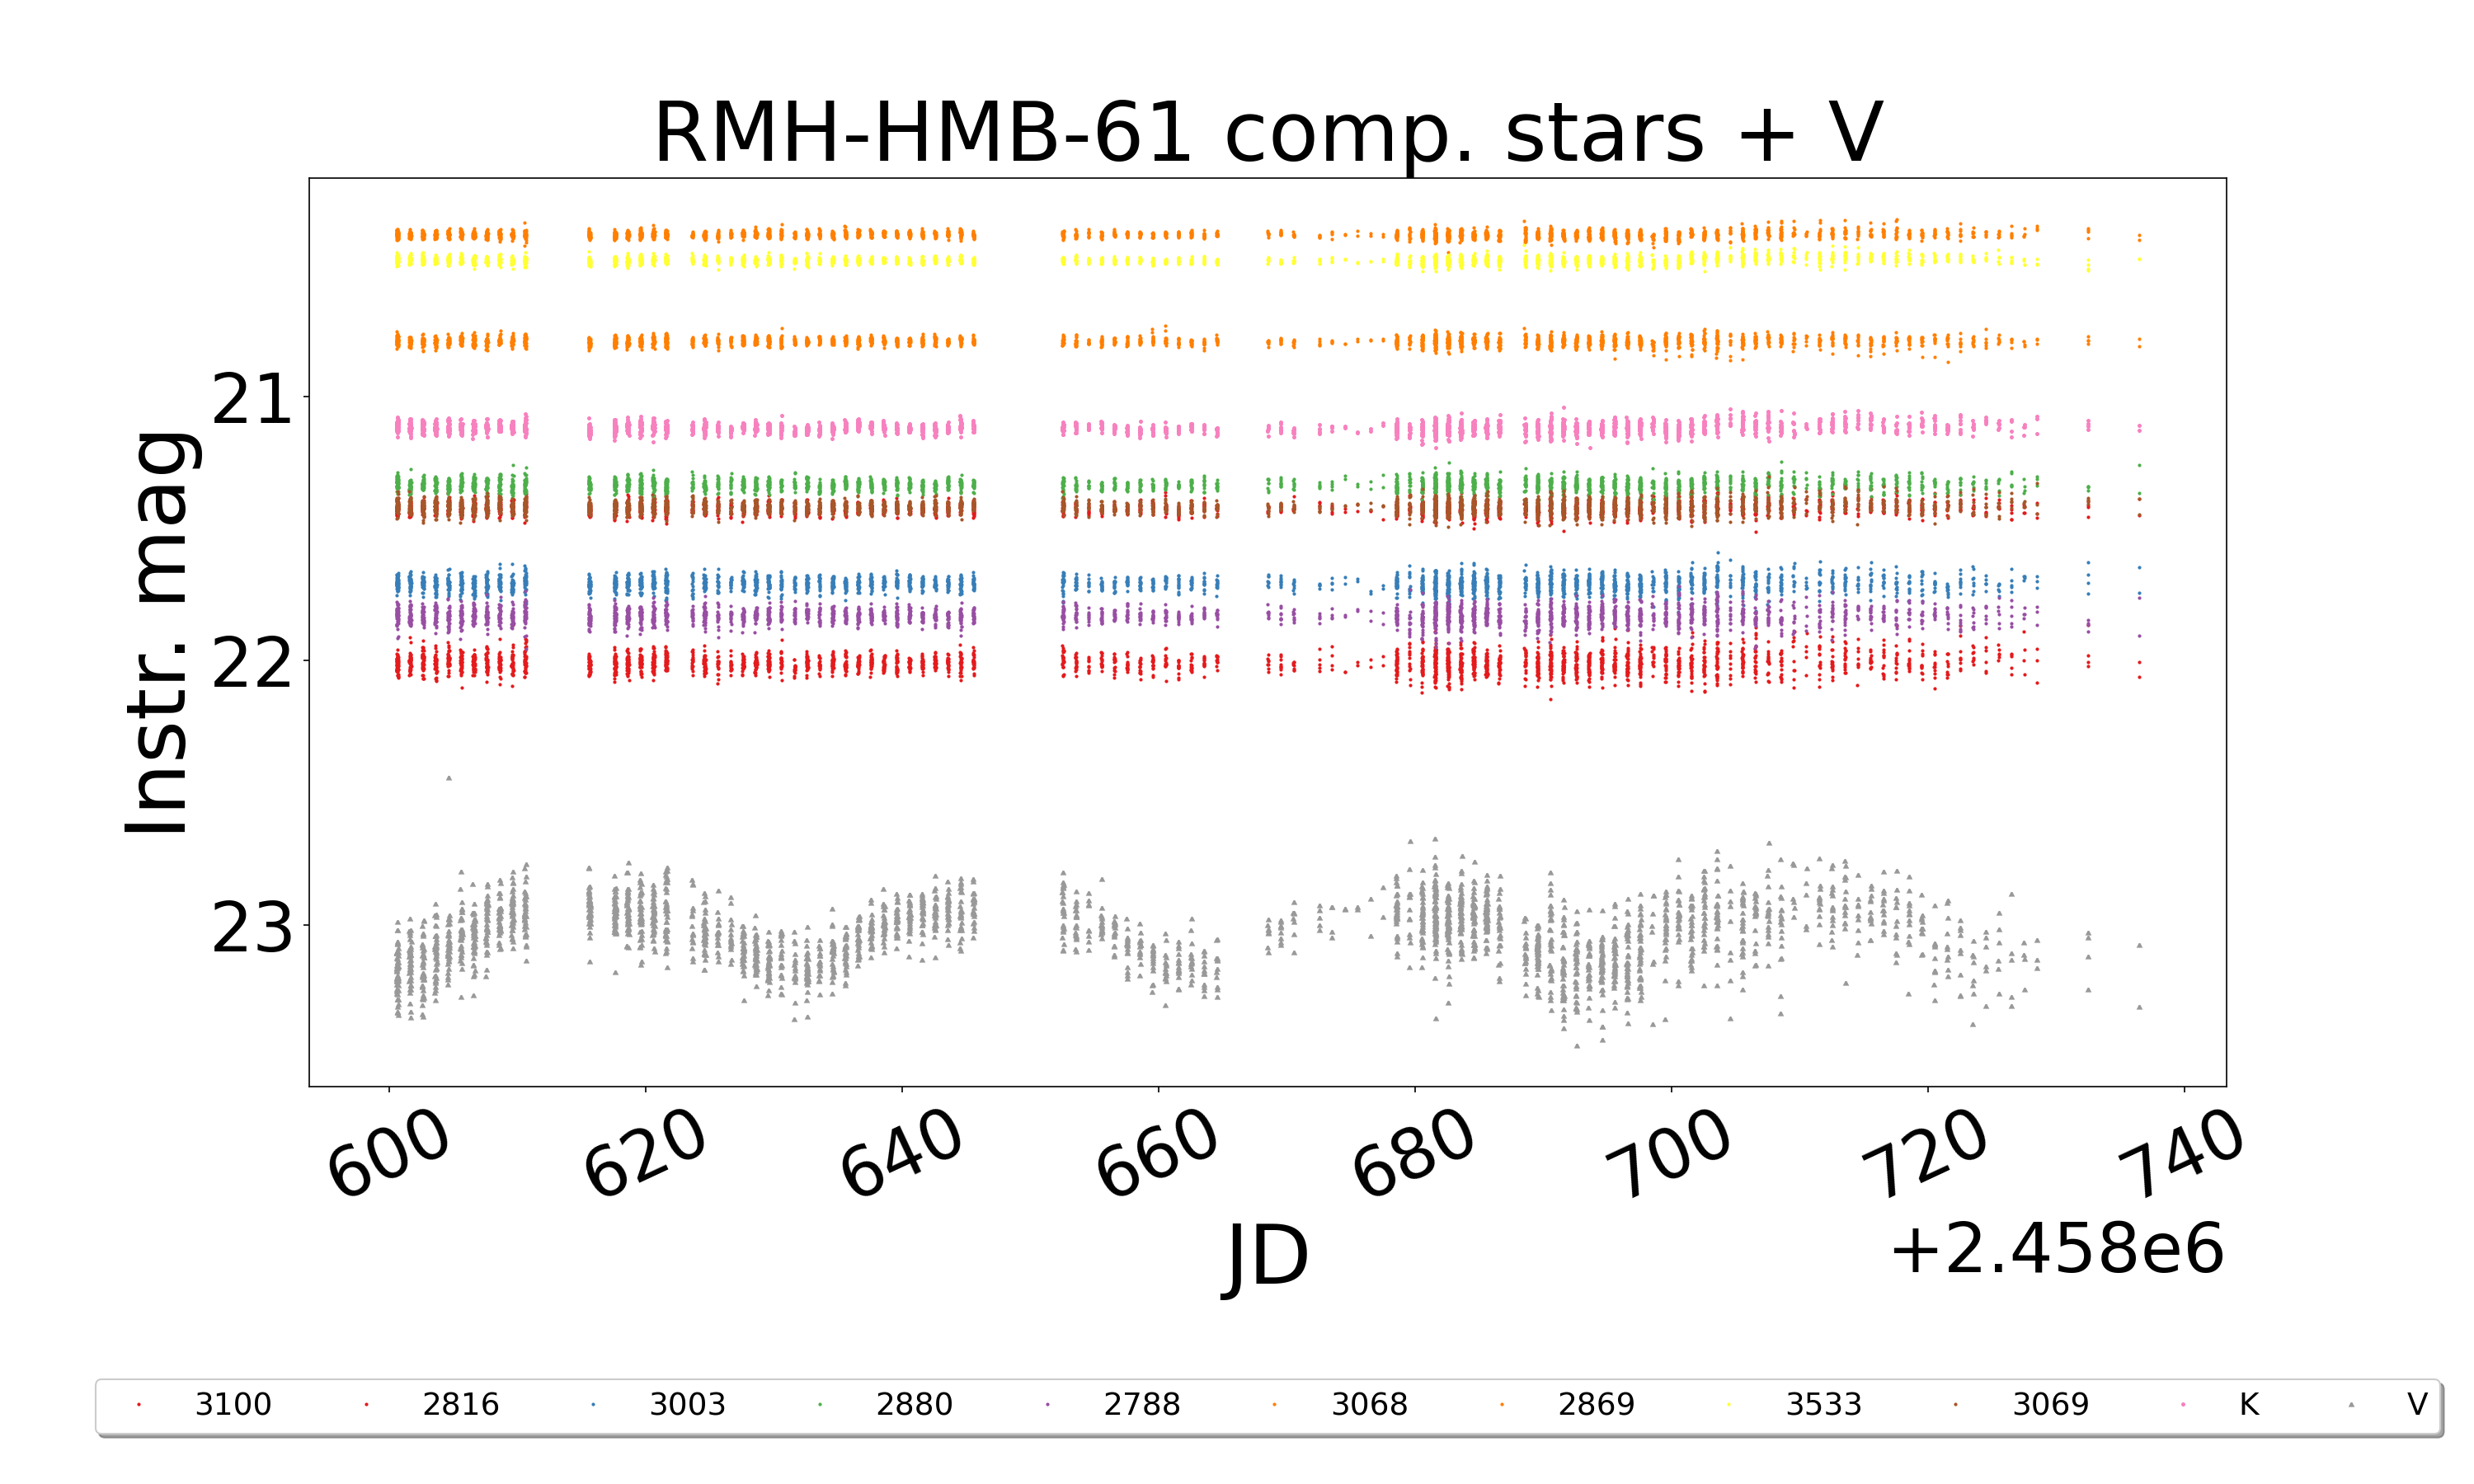 RMH-HMB-61 comp. stars + V
Instr. mag
21
22
23
600 620 640 660 680 700 720 740
JD
+2.458e6
3100 2816 3003 2880 2788 3068 2869 3533 3069 K V